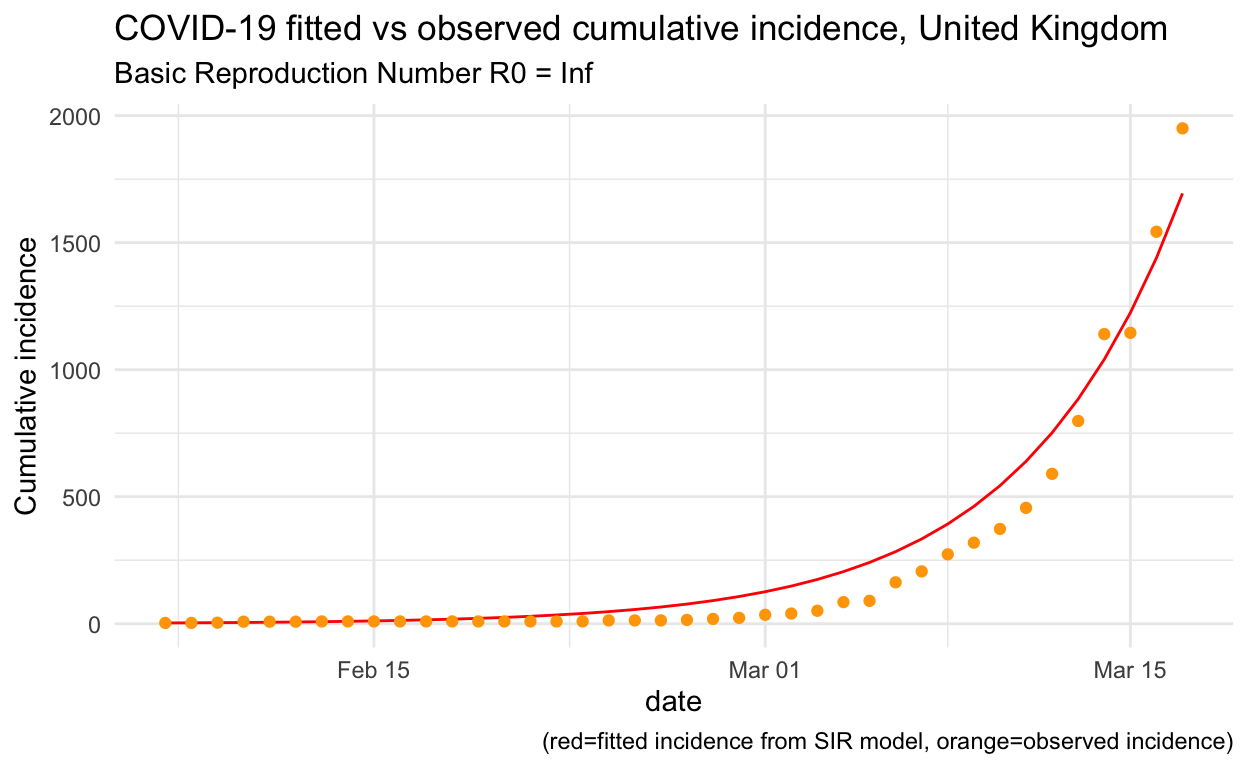 COVID-19 fitted vs observed cumulative incidence, United Kingdom
Basic Reproduction Number R0 = Inf
2000
1500
1000
500
0
Cumulative incidence
Feb 15
Mar 01
Mar 15
date
(red=fitted incidence from SIR model, orange=observed incidence)